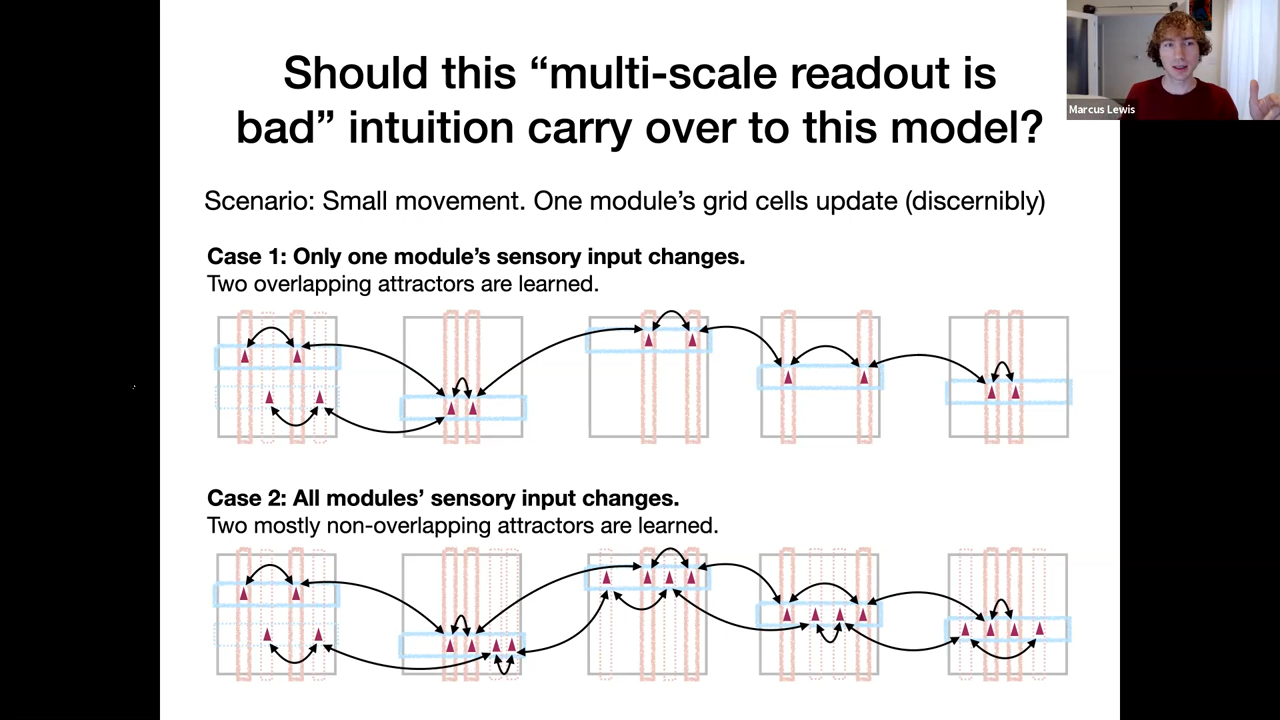 Should this “multi-scale readout is
bad” intuition carry over to this model?
Marcus Lewis
Scenario: Small movement. One module’s grid cells update (discernibly)
Case 1: Only one module’s sensory input changes.
Two overlapping attractors are learned.
Case 2: All modules’ sensory input changes.
Two mostly non-overlapping attractors are learned.